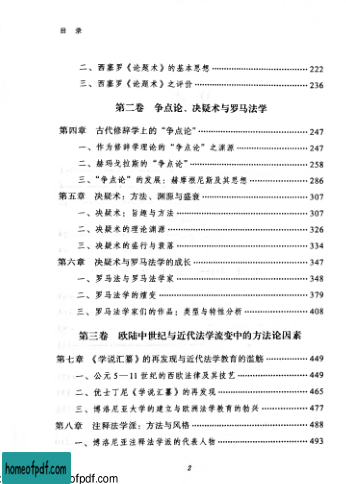 目 录
二、西塞罗《论题术》的基本思想 222
三、西塞罗《论题术》之评价 236
第二卷 争点论、决疑术与罗马法学
第四章 古代修辞学上的“争点论” 247
一、作为修辞学理论的“争点论”之渊源 247
二、赫玛戈拉斯的“争点论” 258
三、“争点论”的发展：赫摩根尼斯及其思想 286
第五章 决疑术：方法、渊源与盛衰 307
一、决疑术：旨趣与方法 307
二、决疑术的理论渊源 326
三、决疑术的盛行与衰落 334
第六章 决疑术与罗马法学的成长 347
一、罗马法与罗马法学家 348
二、罗马法学的嬗变 379
三、罗马法学家们的作品：类型与特性分析 408
第三卷 欧陆中世纪与近代法学流变中的方法论因素
第七章 《学说汇纂》的再发现与近代法学教育的滥觞 449
一、公元5—11世纪的西欧法律及其技艺 449
二、优士丁尼《学说汇纂》的再发现 465
三、博洛尼亚大学的建立与欧洲法学教育的勃兴 477
第八章 注释法学派：方法与风格 488
一、博洛尼亚注释法学派的代表人物 493
2
homeofpdf.com
ofpdf.com